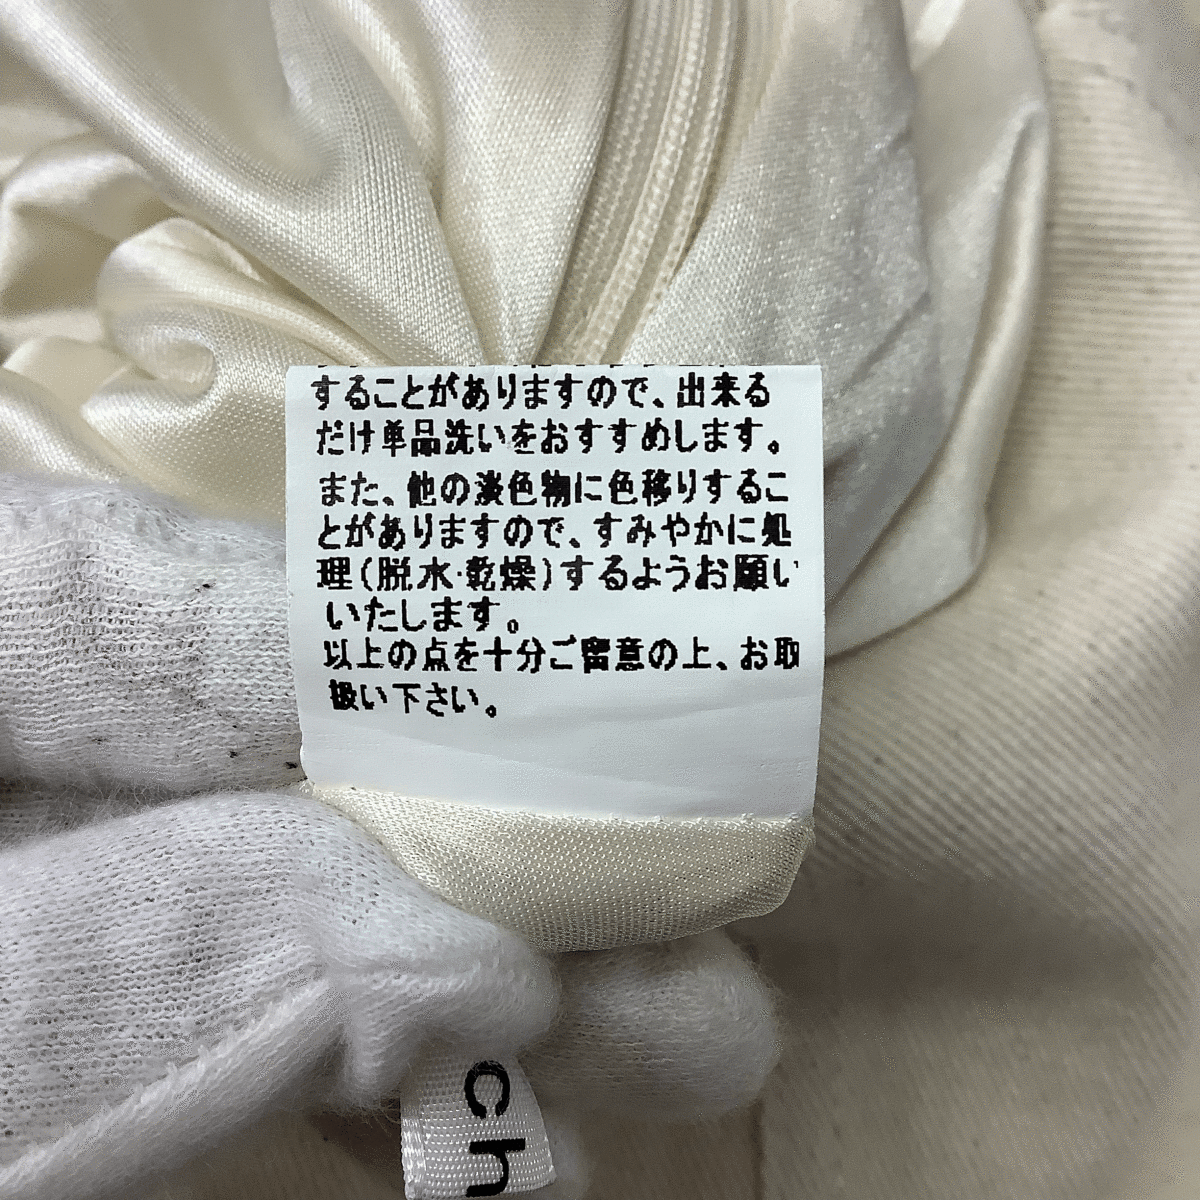 することがありますので、出来る
だけ単品洗いをおすすめします。
また、他の淡色物に色移りするこ
とがありますので、すみやかに処
理(脱水·乾燥)するようお願い
いたします。
以上の点を十分ご留意の上、お取
扱い下さい。
ch